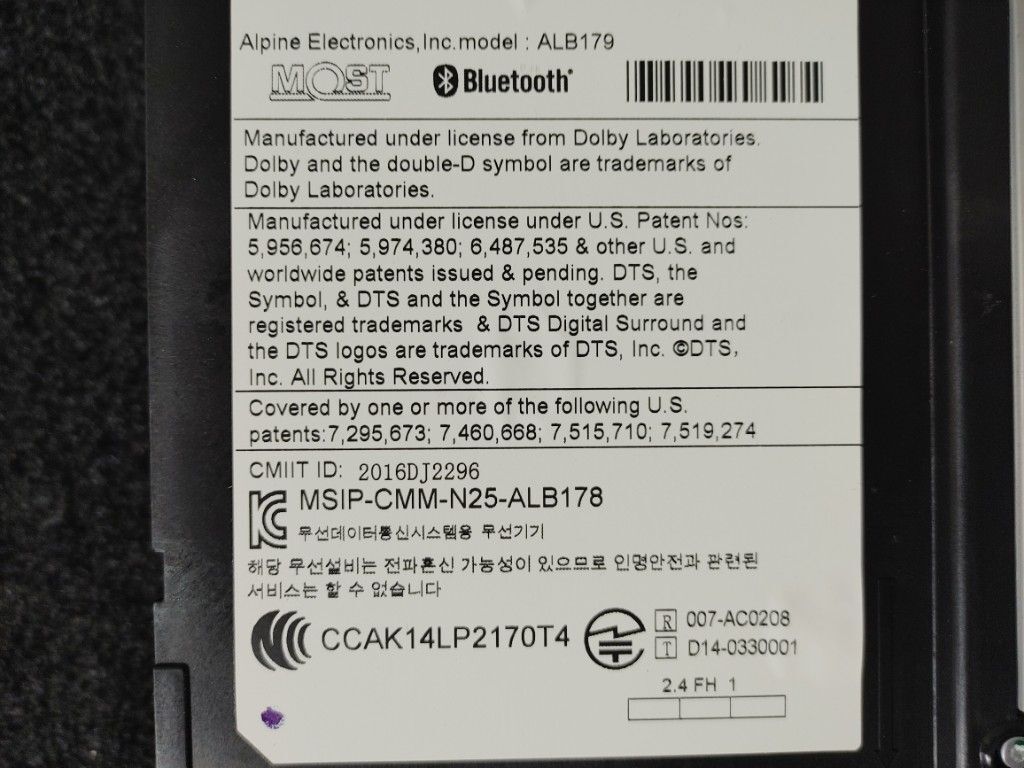 Alpine Electronics,Inc.model : ALB179
MOST Bluetooth
Manufactured under license from Dolby Laboratories.
Dolby and the double-D symbol are trademarks of
Dolby Laboratories.
Manufactured under license under U.S. Patent Nos:
5,956,674; 5,974,380; 6,487,535 & other U.S. and
worldwide patents issued & pending. DTS, the
Symbol, & DTS and the Symbol together are
registered trademarks & DTS Digital Surround and
the DTS logos are trademarks of DTS, Inc. ©DTS,
Inc. All Rights Reserved.
Covered by one or more of the following U.S.
patents:7,295,673; 7,460,668; 7,515,710; 7,519,274
CMIIT ID: 2016DJ2296
MSIP-CMM-N25-ALB178
무선데이터통신시스템용 무선기기
해당 무선설비는 전파혼신 가능성이 있으므로 인명안전과 관련된
서비스는 할 수 없습니다
CCAK14LP2170T4
R 007-AC0208
T D14-0330001
2.4 FH 1